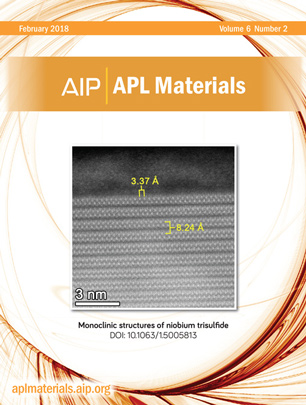 February 2018
Volume 6 Number 2
AIP APL Materials
3.37 Å
8.24 Å
3 nm
Monoclinic structures of niobium trisulfide
DOI: 10.1063/1.5005813
aplmaterials.aip.org